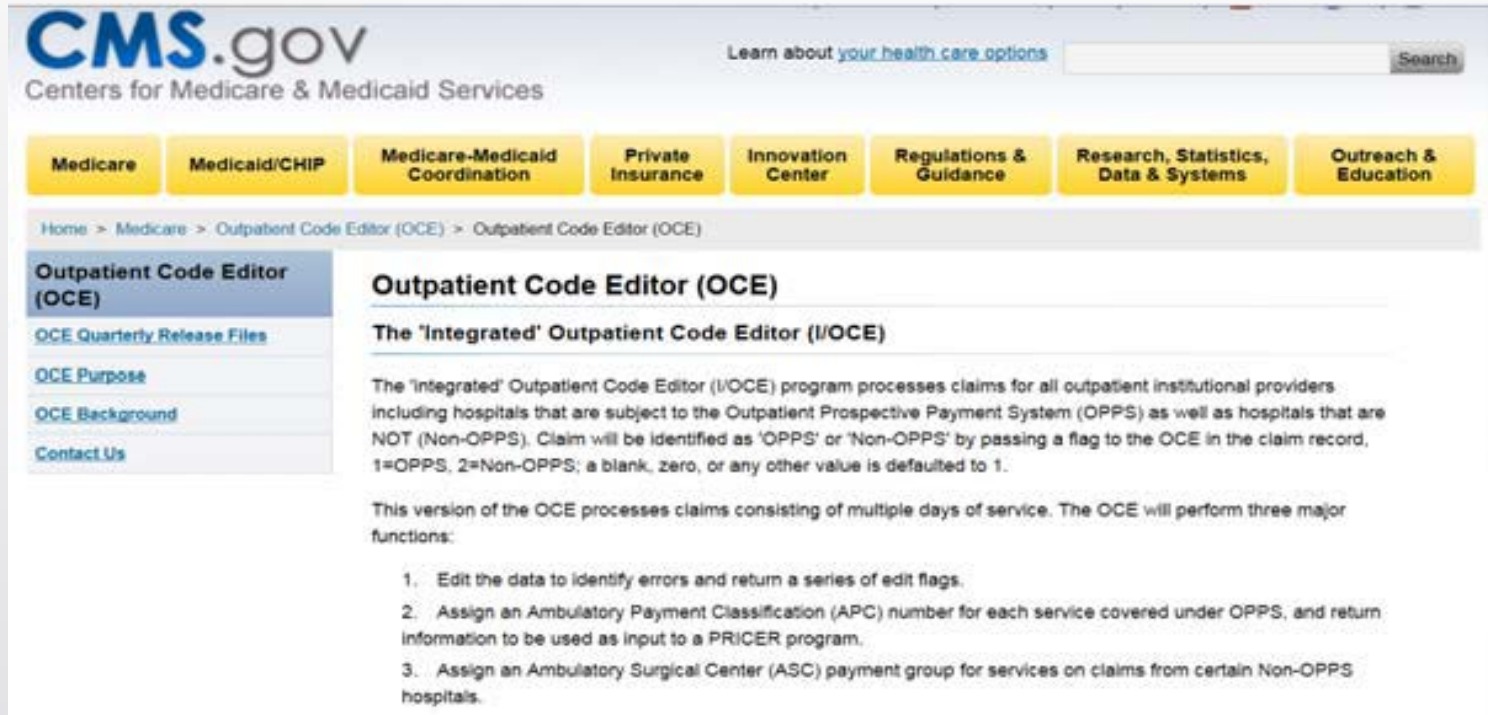 CMS.gov
Learn about your health care options
Search
Centers for Medicare & Medicaid Services
Medicare
Medicaid/CHIP
Medicare-Medicaid
Coordination
Private
Insurance
Innovation
Center
Regulations &
Guidance
Research, Statistics,
Data & Systems
Outreach &
Education
Home > Medicare > Outpatient Code Editor (OCE) > Outpatient Code Editor (OCE)
Outpatient Code Editor
(OCE)
OCE Quarterly Release Files
OCE Purpose
OCE Background
Contact Us
Outpatient Code Editor (OCE)
The 'Integrated' Outpatient Code Editor (I/OCE)
The 'integrated' Outpatient Code Editor (I/OCE) program processes claims for all outpatient institutional providers
including hospitals that are subject to the Outpatient Prospective Payment System (OPPS) as well as hospitals that are
NOT (Non-OPPS). Claim will be identified as 'OPPS' or 'Non-OPPS' by passing a flag to the OCE in the claim record,
1=OPPS, 2=Non-OPPS; a blank, zero, or any other value is defaulted to 1.
This version of the OCE processes claims consisting of multiple days of service. The OCE will perform three major
functions:
1. Edit the data to identify errors and return a series of edit flags.
2. Assign an Ambulatory Payment Classification (APC) number for each service covered under OPPS, and return
information to be used as input to a PRICER program.
3. Assign an Ambulatory Surgical Center (ASC) payment group for services on claims from certain Non-OPPS
hospitals.